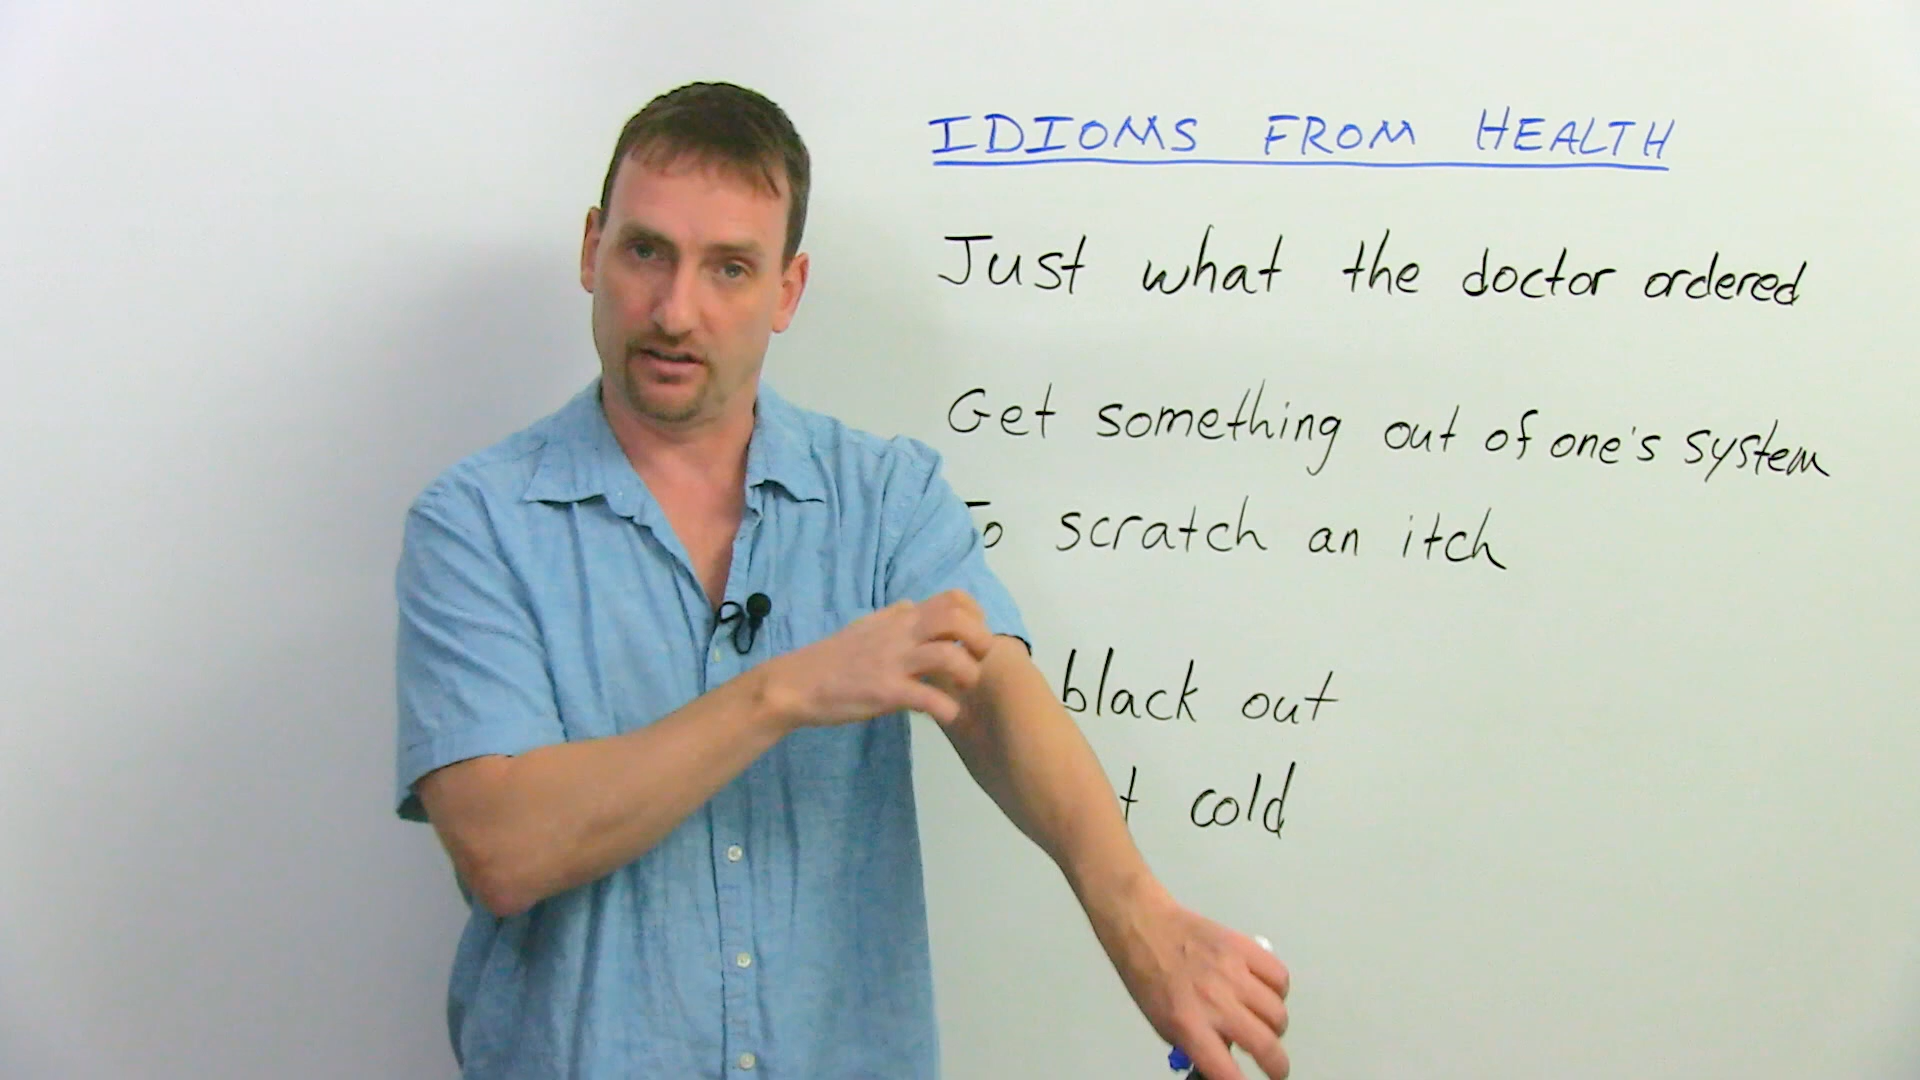 IDIOMS FROM HEALTH
Just what the doctor ordered
Get something out of one's system
To scratch an itch
black out
cold